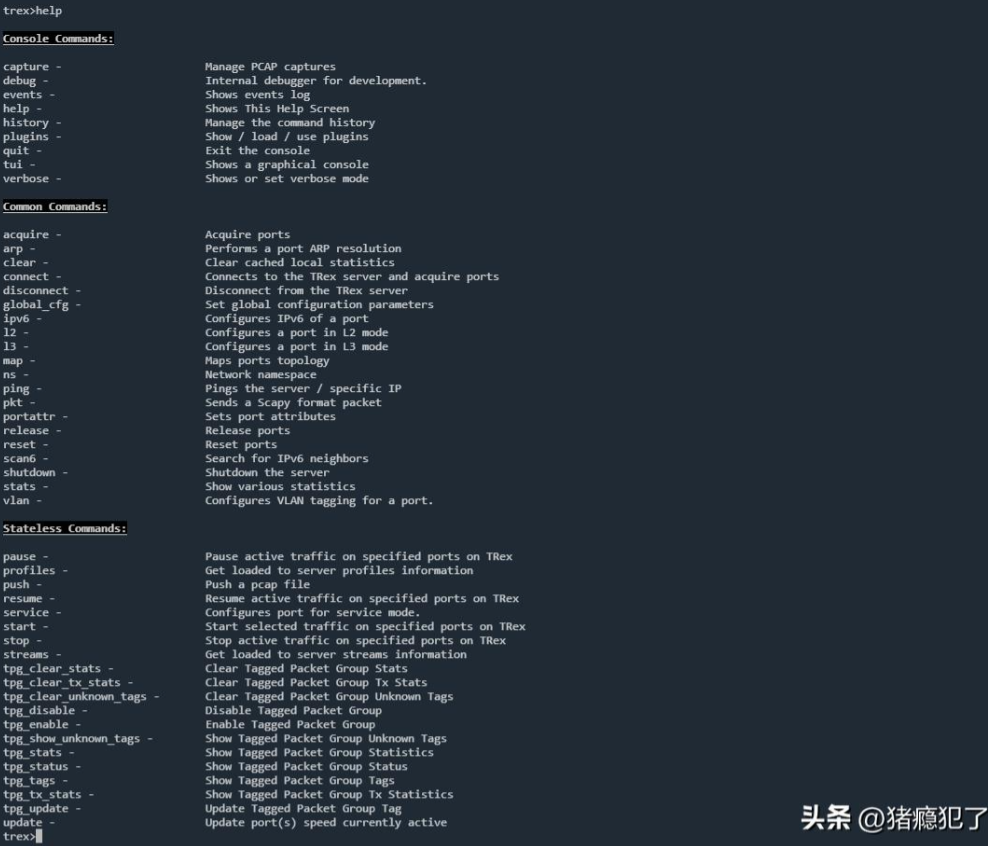 trex>help
Console Commands:
capture - Manage PCAP captures
debug - Internal debugger for development.
events - Shows events log
help - Shows This Help Screen
history - Manage the command history
plugins - Show / load / use plugins
quit - Exit the console
tui - Shows a graphical console
verbose - Shows or set verbose mode
Common Commands:
acquire - Acquire ports
arp - Performs a port ARP resolution
clear - Clear cached local statistics
connect - Connects to the TRex server and acquire ports
disconnect - Disconnect from the TRex server
global_cfg - Set global configuration parameters
ipv6 - Configures IPv6 of a port
l2 - Configures a port in L2 mode
l3 - Configures a port in L3 mode
map - Maps ports topology
ns - Network namespace
ping - Pings the server / specific IP
pkt - Sends a Scapy format packet
portattr - Sets port attributes
release - Release ports
reset - Reset ports
scan6 - Search for IPv6 neighbors
shutdown - Shutdown the server
stats - Show various statistics
vlan - Configures VLAN tagging for a port.
Stateless Commands:
pause - Pause active traffic on specified ports on TRex
profiles - Get loaded to server profiles information
push - Push a pcap file
resume - Resume active traffic on specified ports on TRex
service - Configures port for service mode.
start - Start selected traffic on specified ports on TRex
stop - Stop active traffic on specified ports on TRex
streams - Get loaded to server streams information
tpg_clear_stats - Clear Tagged Packet Group Stats
tpg_clear_tx_stats - Clear Tagged Packet Group Tx Stats
tpg_clear_unknown_tags - Clear Tagged Packet Group Unknown Tags
tpg_disable - Disable Tagged Packet Group
tpg_enable - Enable Tagged Packet Group
tpg_show_unknown_tags - Show Tagged Packet Group Unknown Tags
tpg_stats - Show Tagged Packet Group Statistics
tpg_status - Show Tagged Packet Group Status
tpg_tags - Show Tagged Packet Group Tags
tpg_tx_stats - Show Tagged Packet Group Tx Statistics
tpg_update - Update Tagged Packet Group Tag
update - Update port(s) speed currently active
trex>
头条 @猪瘾犯了